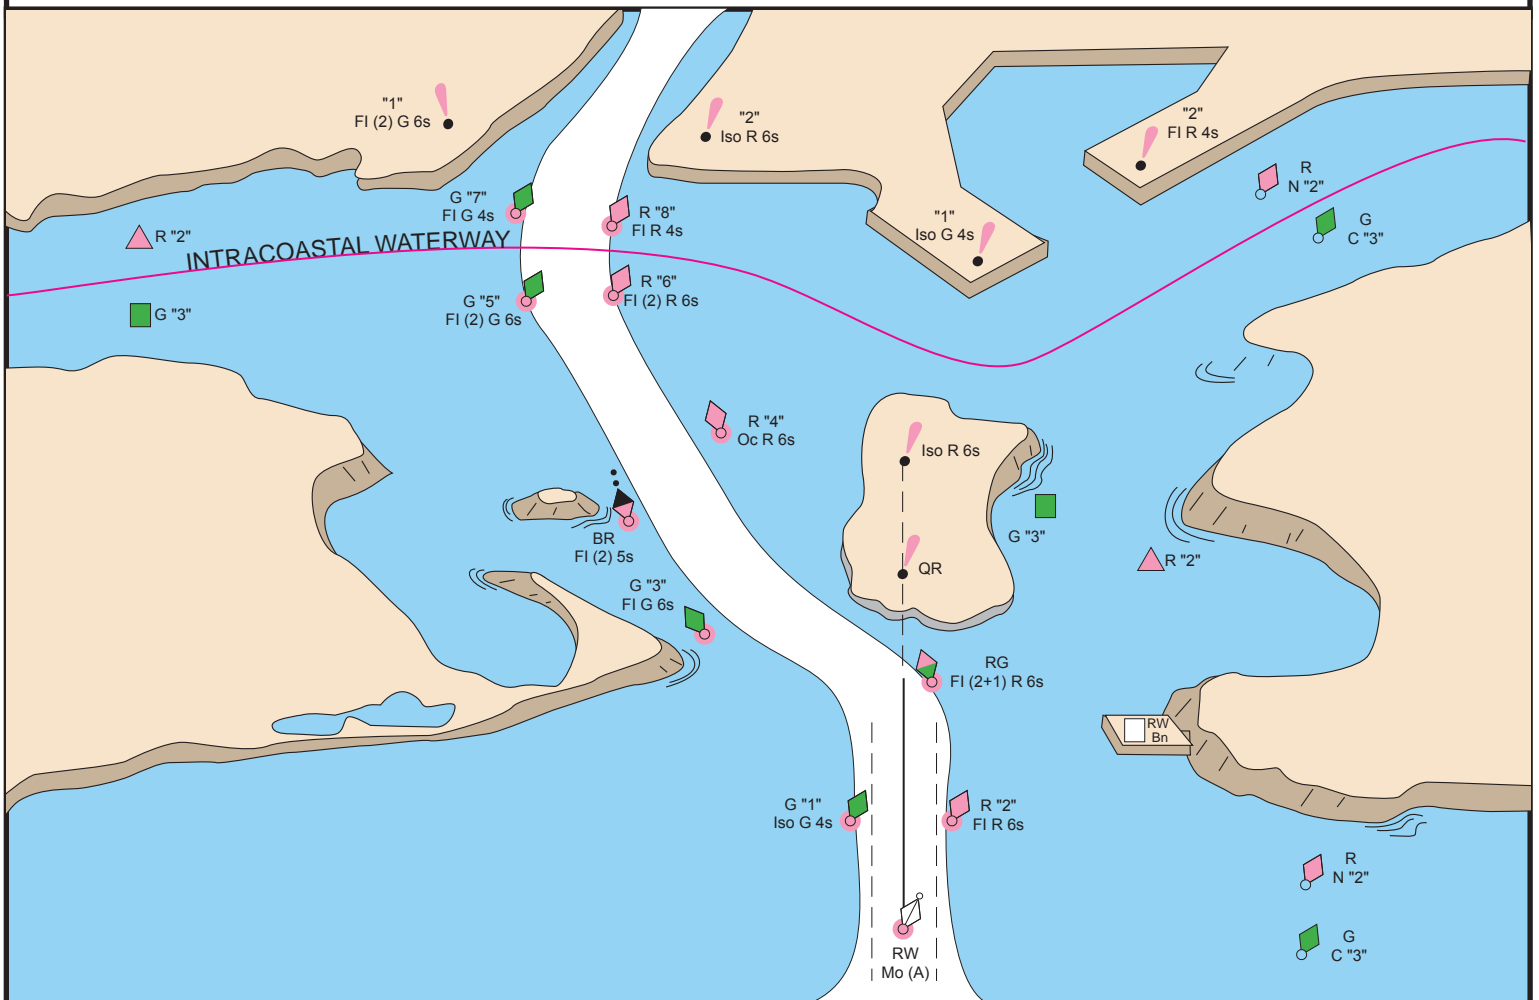 "1"
Fl (2) G 6s
"2"
Iso R 6s
"2"
Fl R 4s
R
N "2"
G "7"
Fl G 4s
R "8"
Fl R 4s
"1"
Iso G 4s
G
C "3"
R "2"
INTRACOASTAL WATERWAY
G "3"
G "5"
Fl (2) G 6s
R "6"
Fl (2) R 6s
R "4"
Oc R 6s
Iso R 6s
G "3"
BR
Fl (2) 5s
QR
R "2"
G "3"
Fl G 6s
RG
Fl (2+1) R 6s
RW
Bn
G "1"
Iso G 4s
R "2"
Fl R 6s
R
N "2"
G
C "3"
RW
Mo (A)